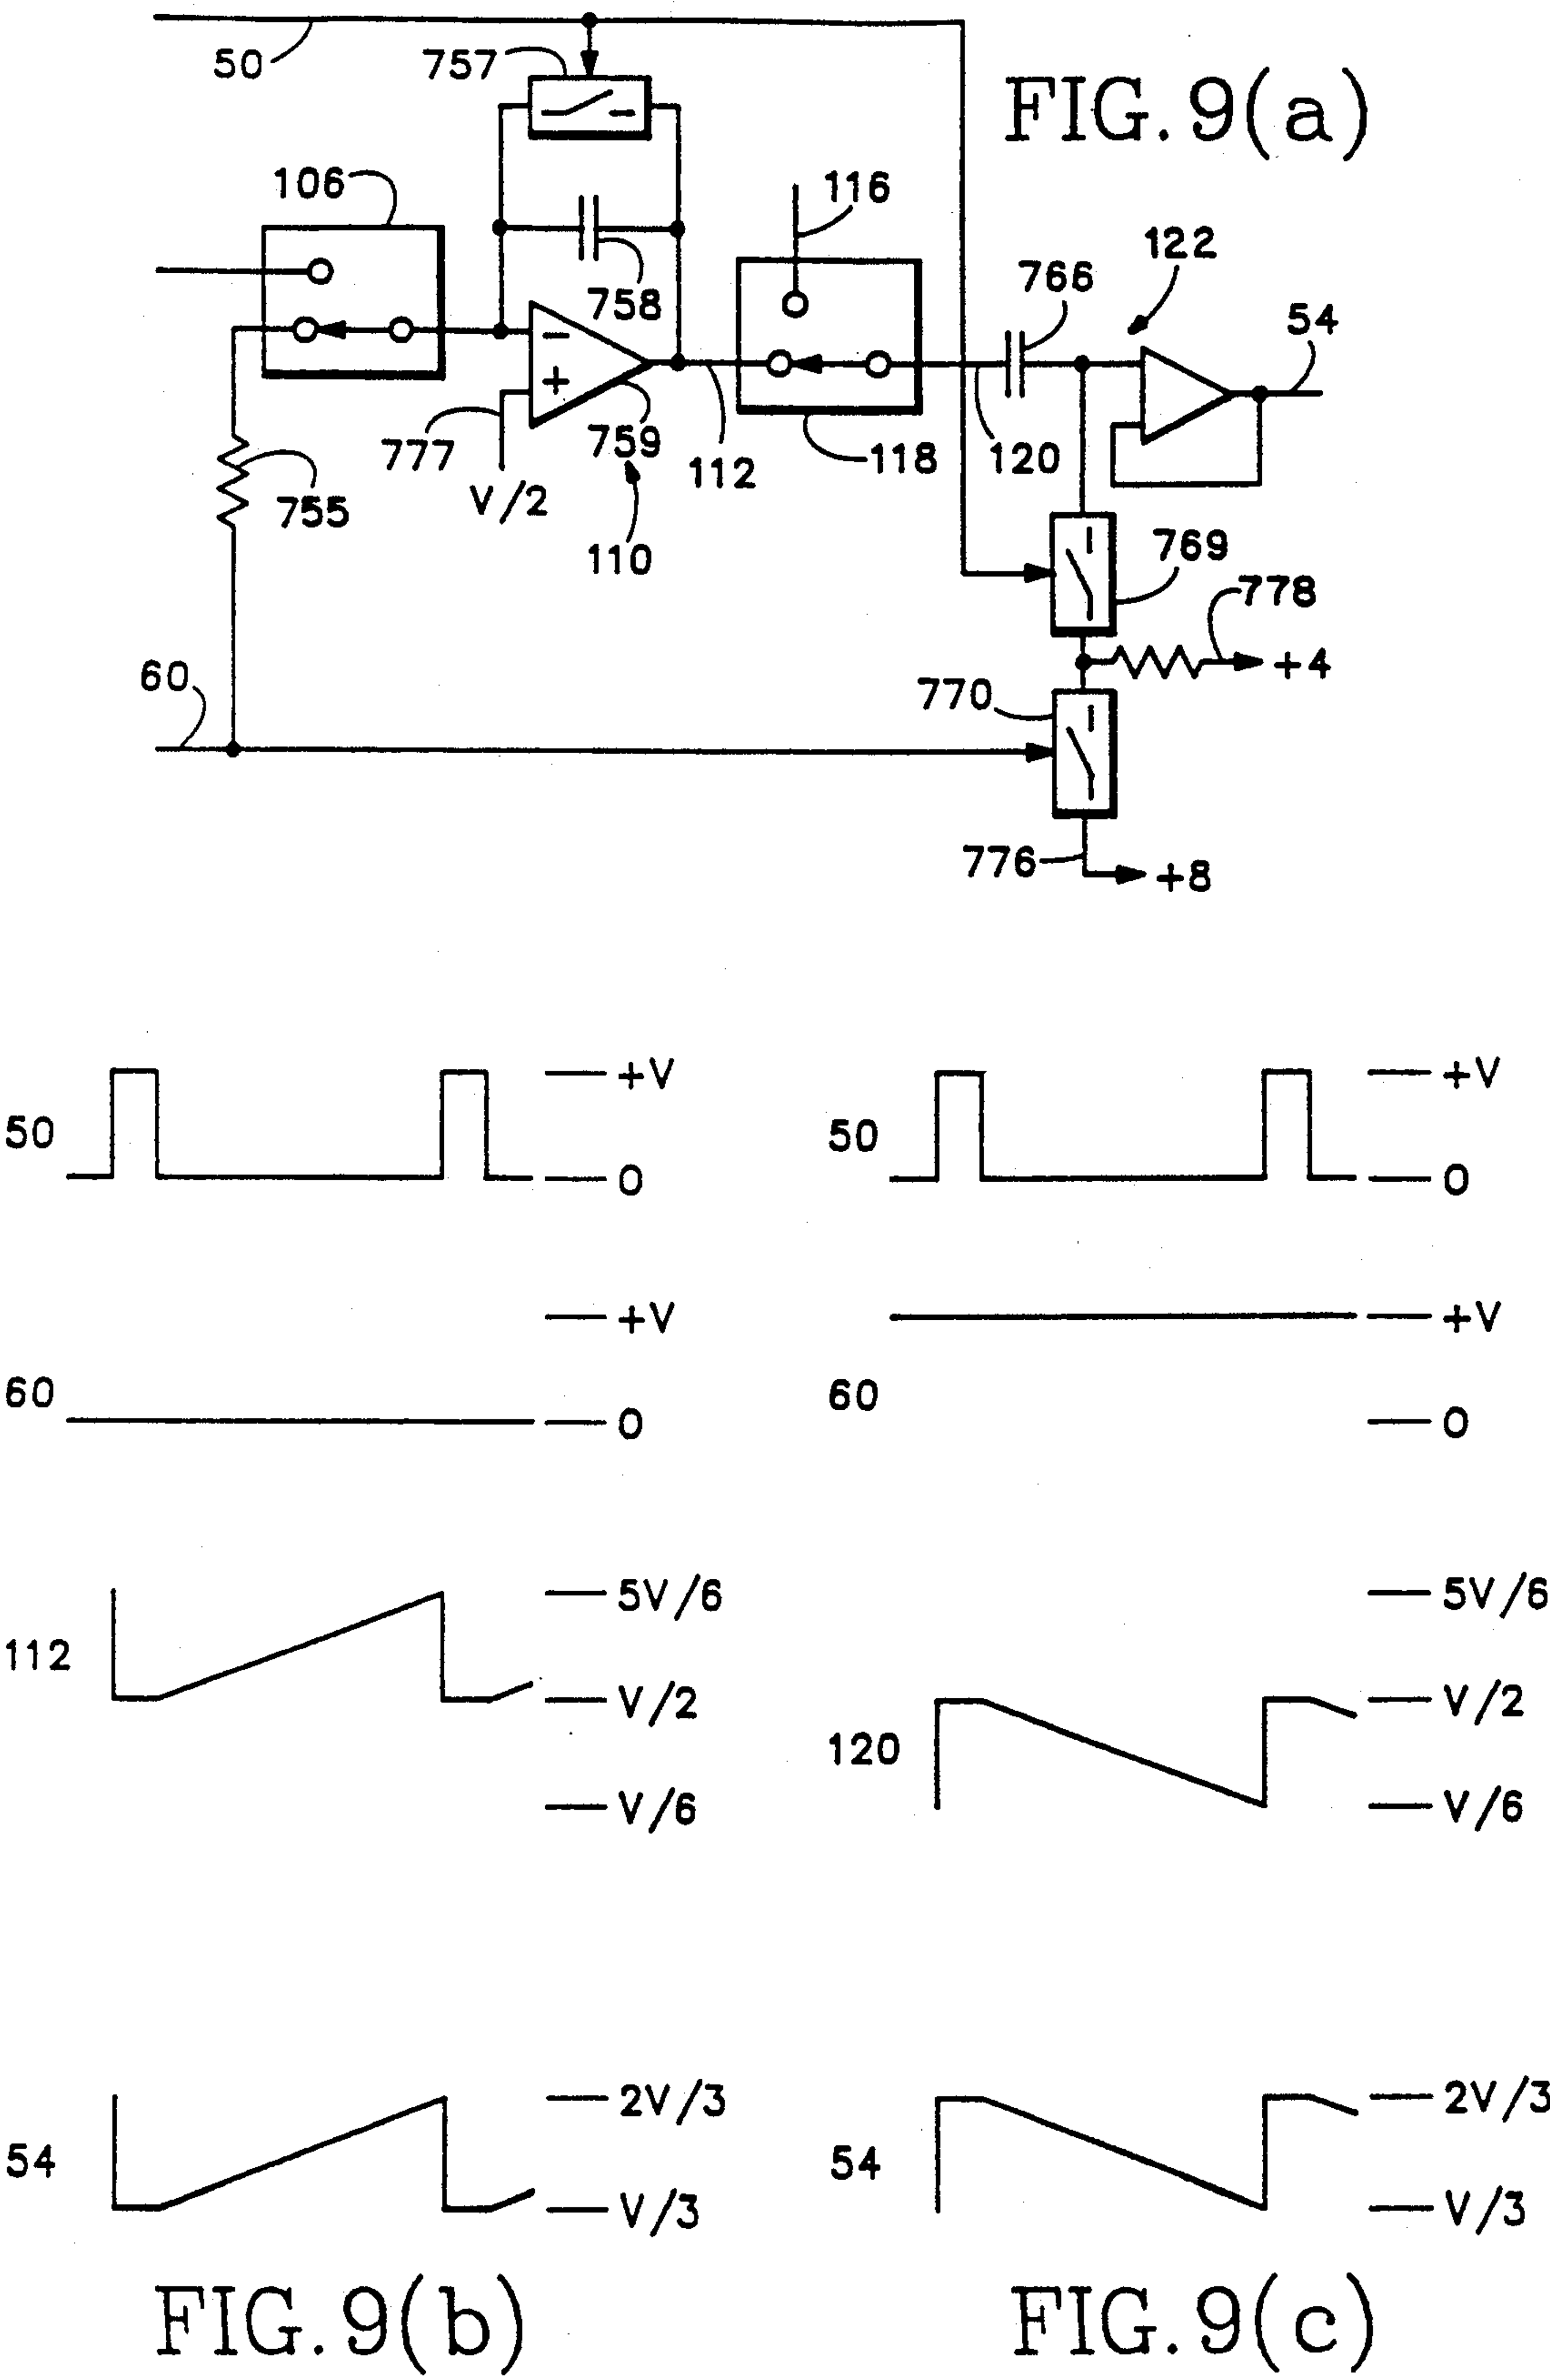 50
757
FIG. 9(a)
106
116
122
758
766
54
777
759
112
118
120
V/2
755
110
769
778
+4
60
770
776
+8
50
+V
0
50
+V
0
60
+V
0
60
+V
0
112
5V/6
V/2
V/6
120
5V/6
V/2
V/6
54
2V/3
V/3
54
2V/3
V/3
FIG. 9(b)
FIG. 9(c)